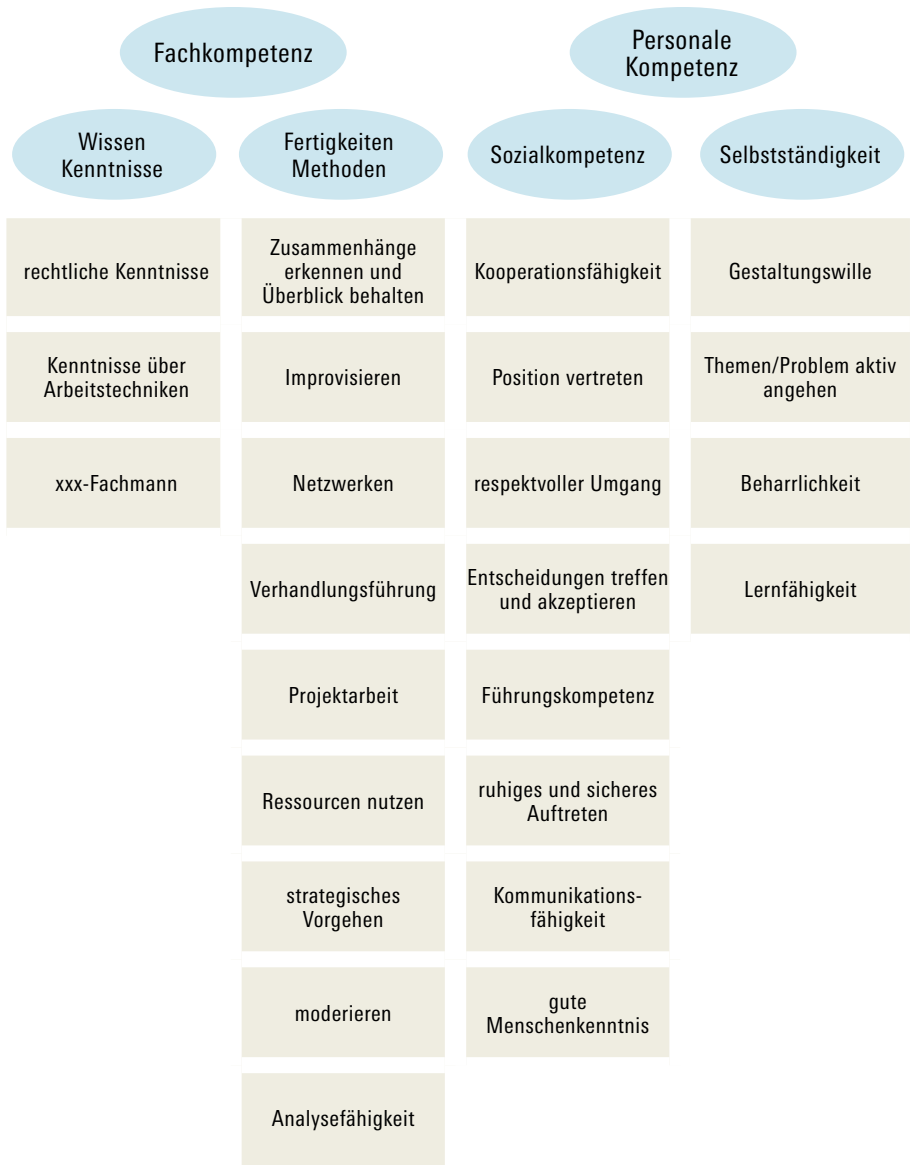 Fachkompetenz
Personale
Kompetenz
Wissen
Kenntnisse
Fertigkeiten
Methoden
Sozialkompetenz
Selbstständigkeit
rechtliche Kenntnisse
Zusammenhänge
erkennen und
Überblick behalten
Kooperationsfähigkeit
Gestaltungswille
Kenntnisse über
Arbeitstechniken
Improvisieren
Position vertreten
Themen/Problem aktiv
angehen
xxx-Fachmann
Netzwerken
respektvoller Umgang
Beharrlichkeit
Verhandlungsführung
Entscheidungen treffen
und akzeptieren
Lernfähigkeit
Projektarbeit
Führungskompetenz
Ressourcen nutzen
ruhiges und sicheres
Auftreten
strategisches
Vorgehen
Kommunikations-
fähigkeit
moderieren
gute
Menschenkenntnis
Analysefähigkeit